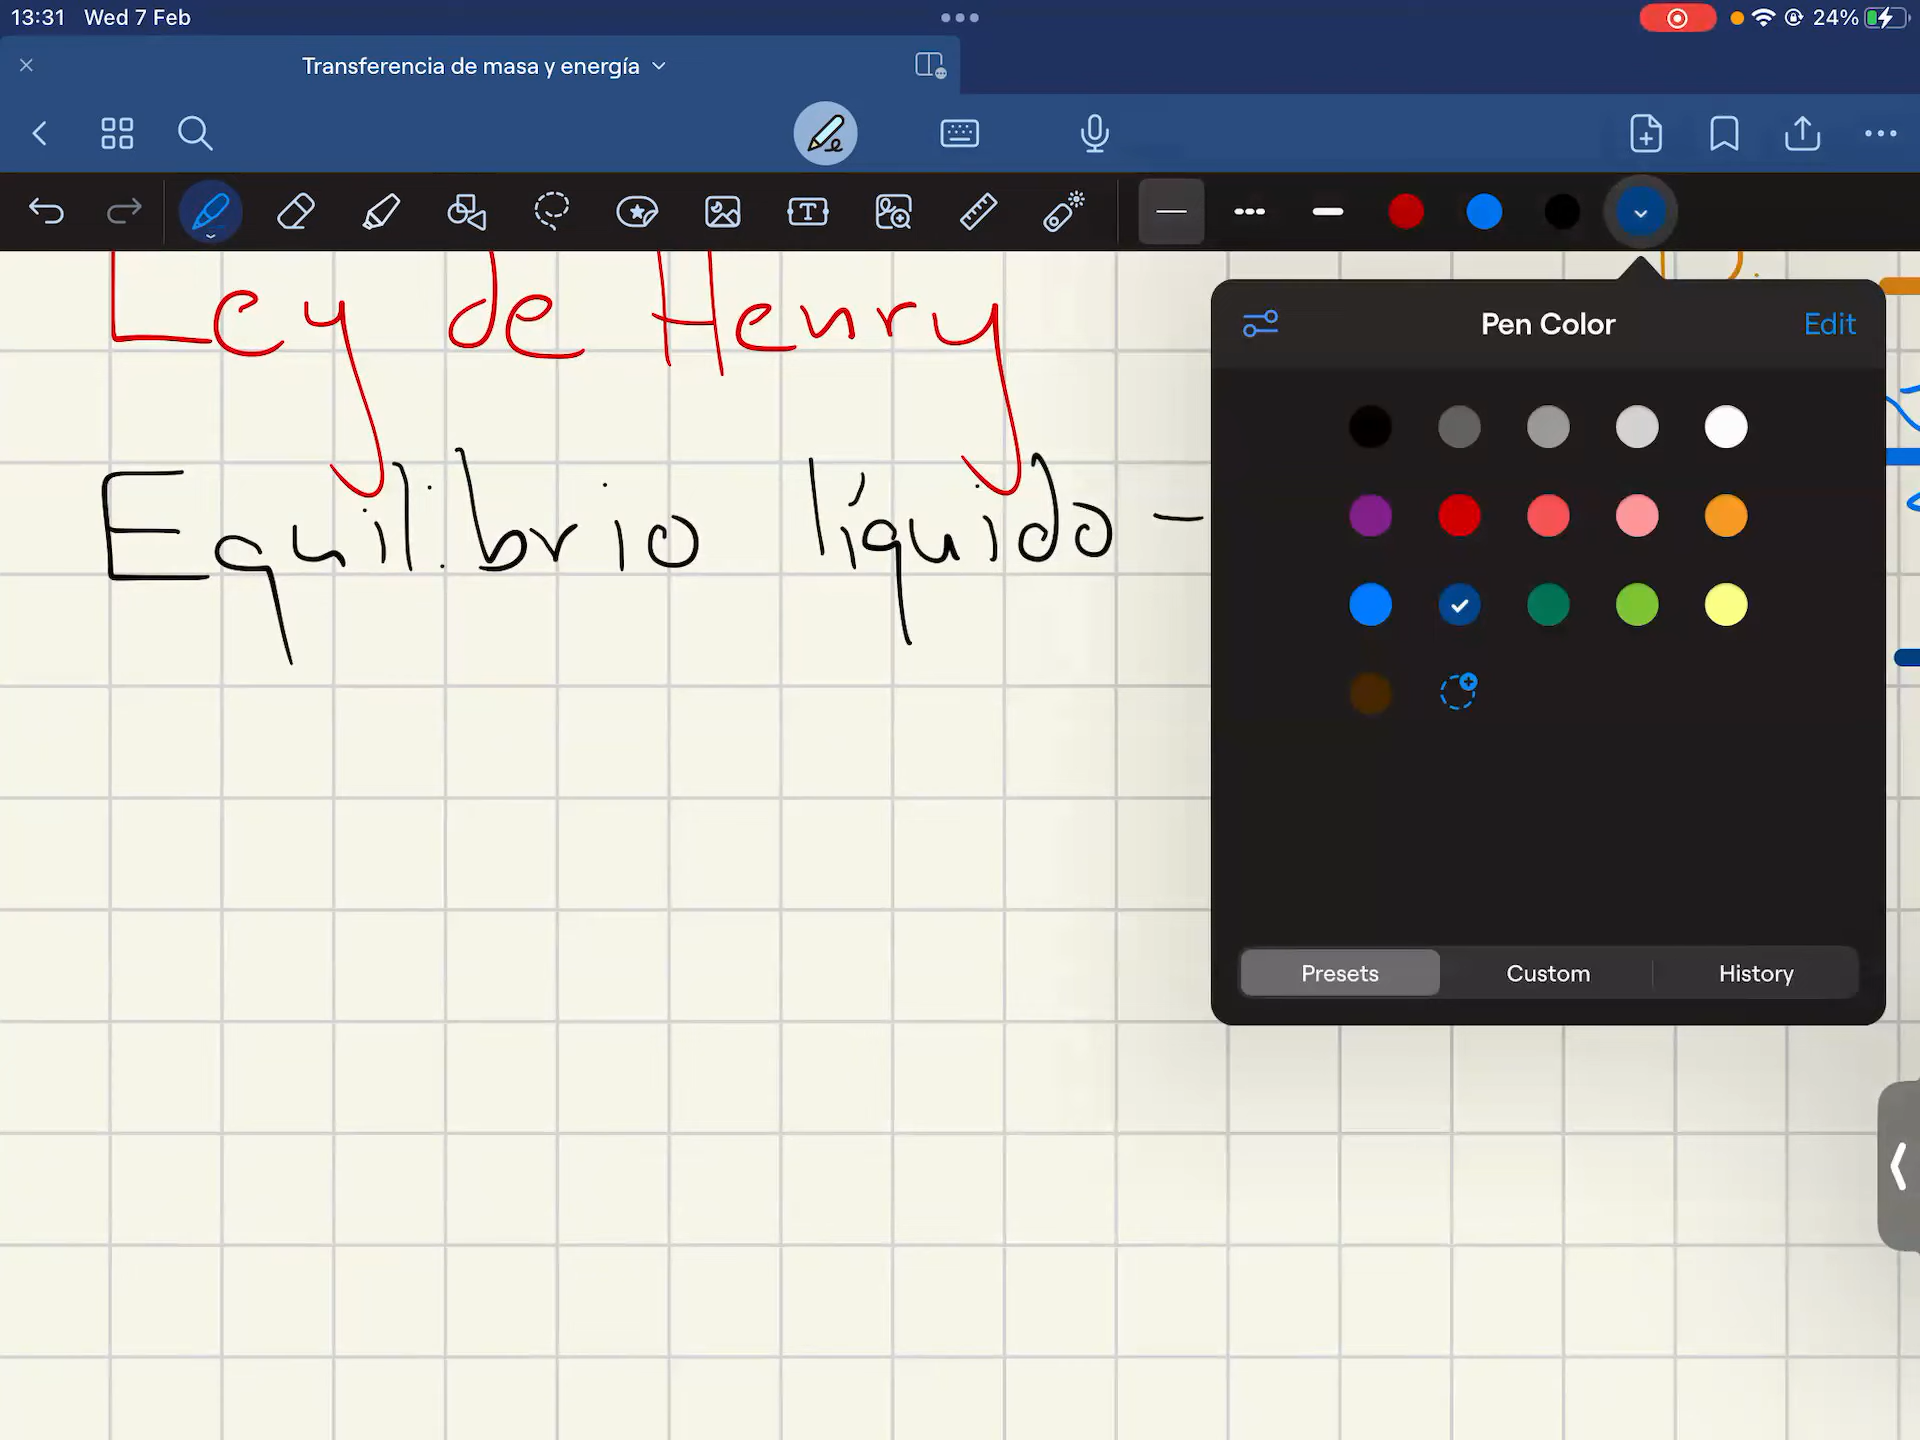 13:31 Wed 7 Feb 24%
Transferencia de masa y energía
Ley de Henry
Pen Color Edit
Equilibrio líquido -
Presets Custom History